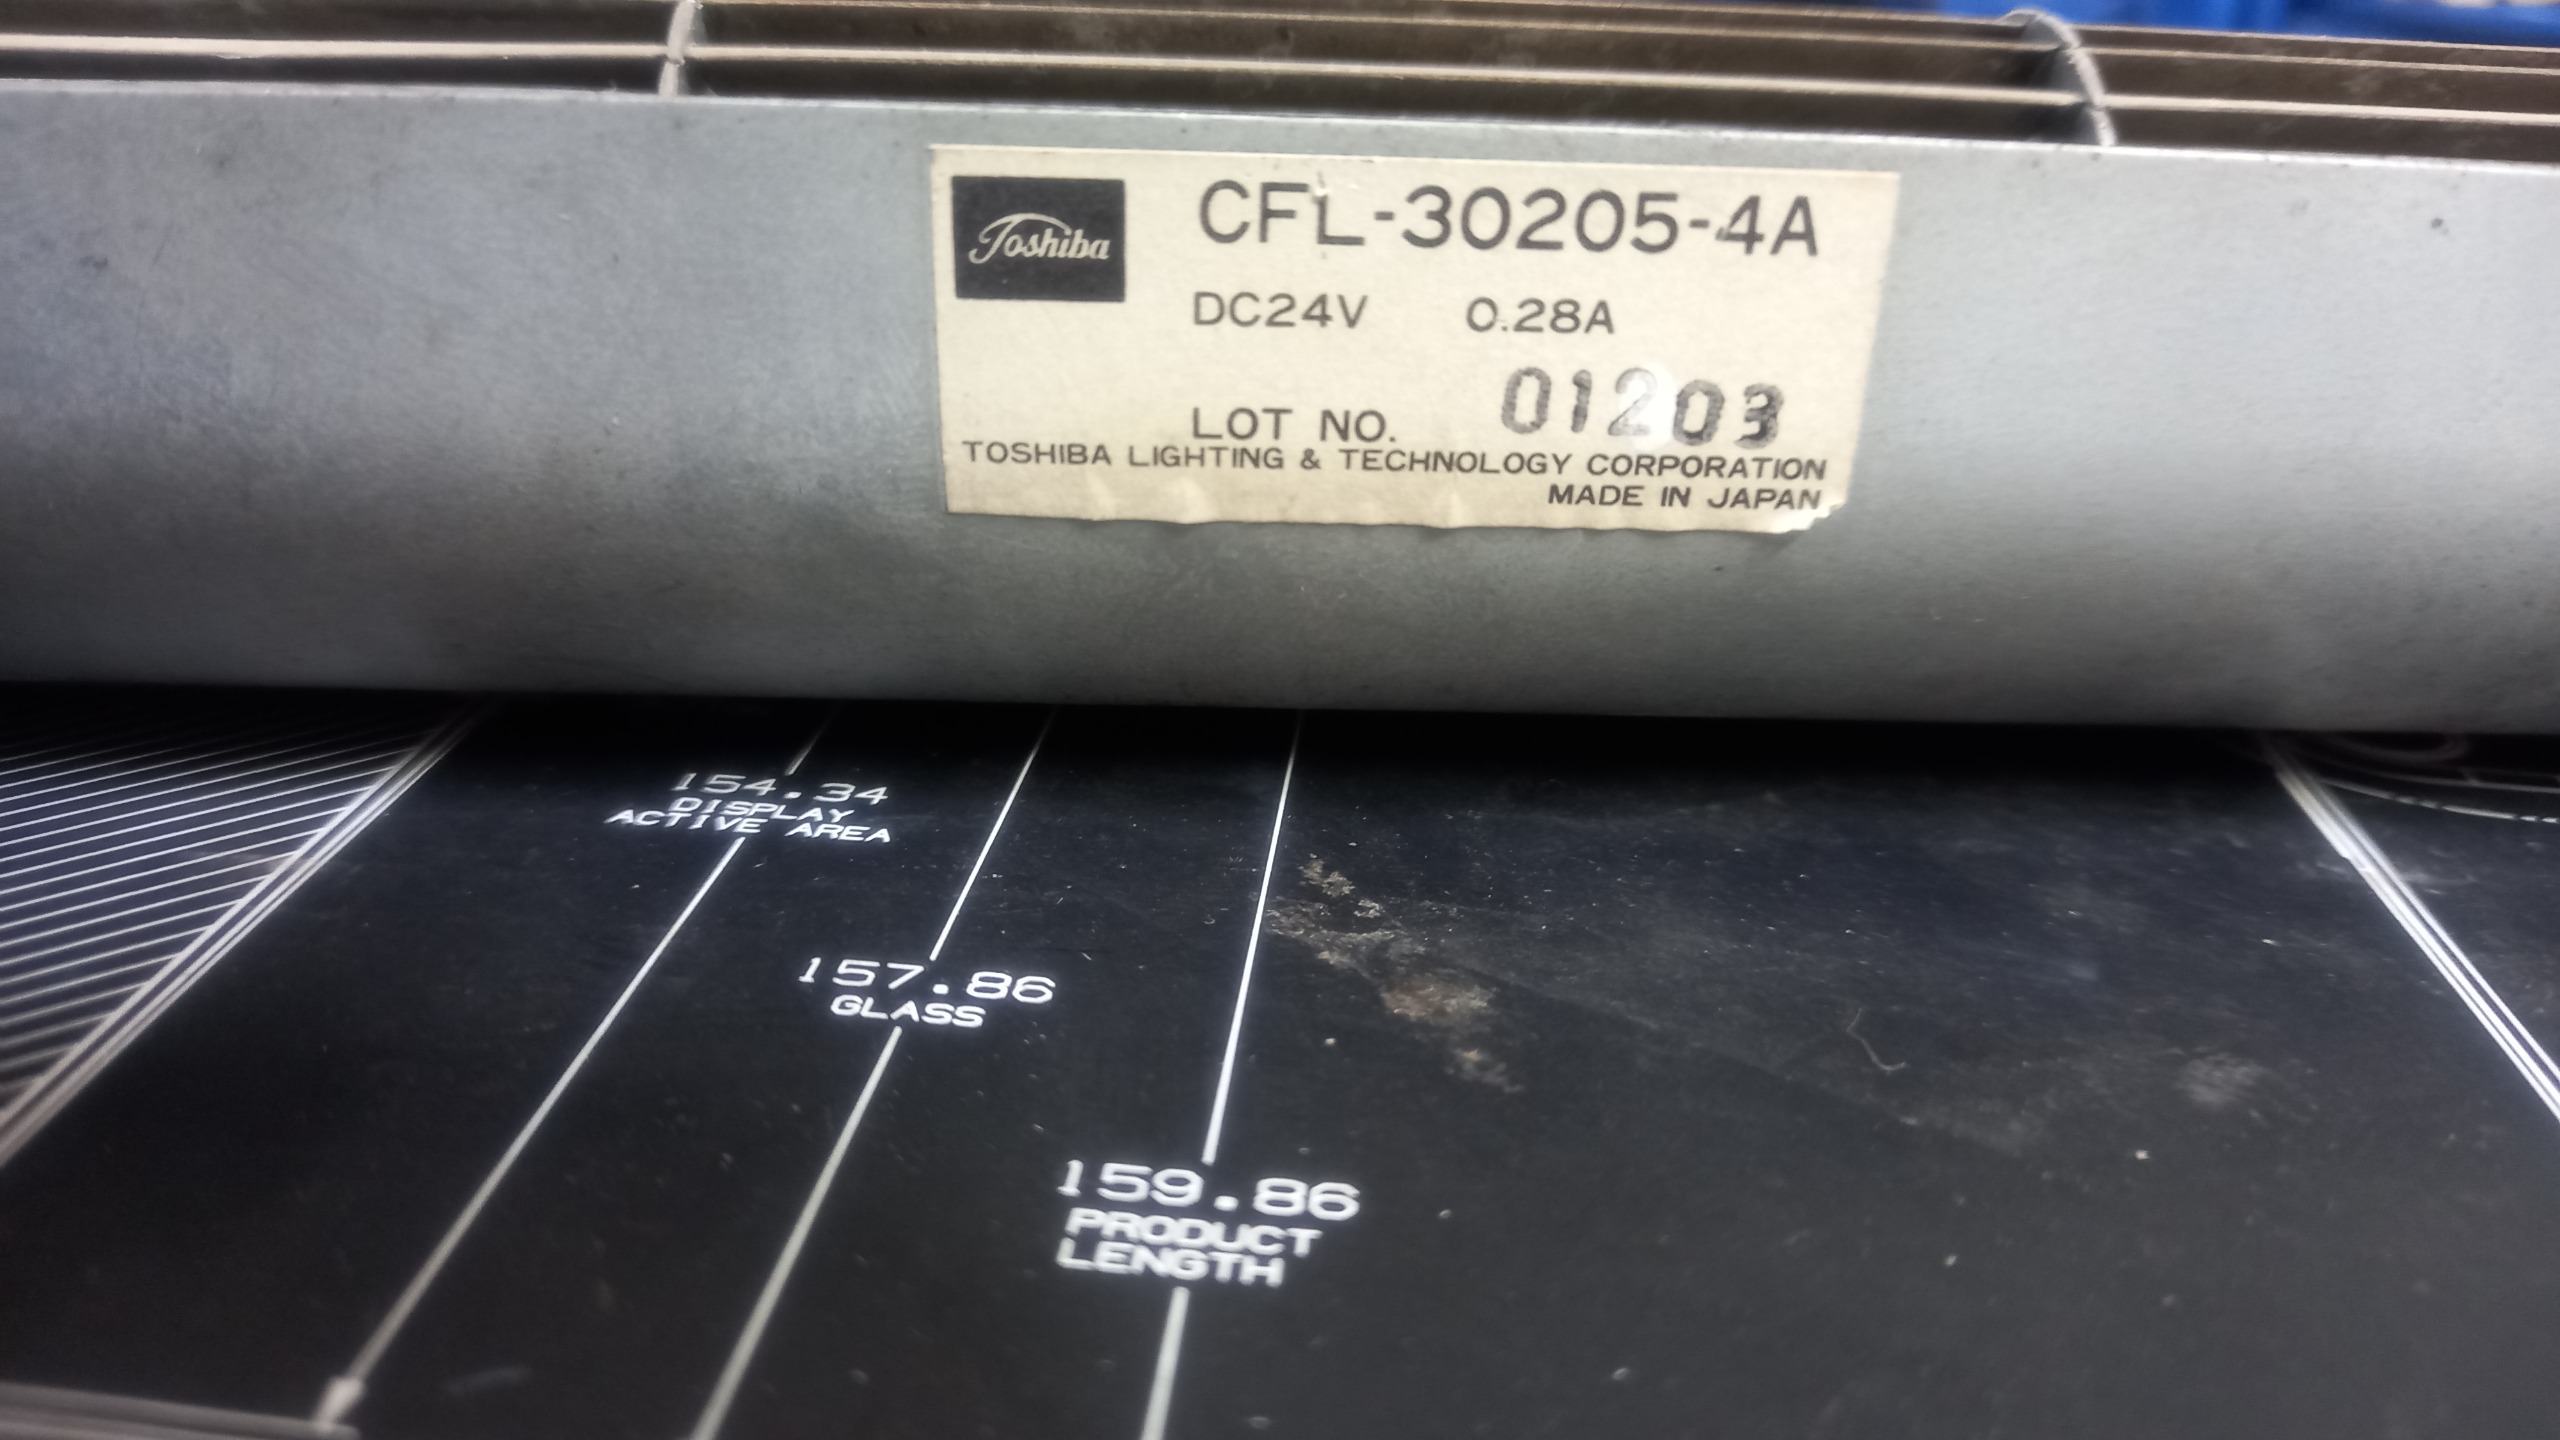 Toshiba
CFL-30205-4A
DC24V 0.28A
LOT NO. 01203
TOSHIBA LIGHTING & TECHNOLOGY CORPORATION
MADE IN JAPAN
154.34
DISPLAY
ACTIVE AREA
157.86
GLASS
159.86
PRODUCT
LENGTH